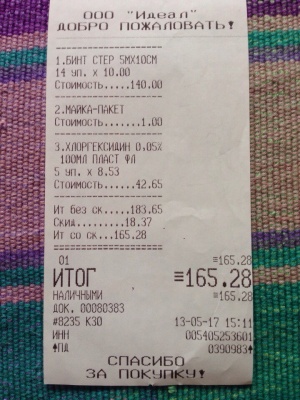 ООО "Идеал"
ДОБРО ПОЖАЛОВАТЬ!
1.БИНТ СТЕР 5МХ10СМ
14 уп. х 10.00
Стоимость.....140.00
2.МАЙКА-ПАКЕТ
Стоимость.......1.00
3.ХЛОРГЕКСИДИН 0.05%
100МЛ ПЛАСТ ФЛ
5 уп. х 8.53
Стоимость......42.65
Ит без ск.....183.65
Скид...........18.37
Ит со ск...165.28
01 ≡165.28
ИТОГ ≡165.28
НАЛИЧНЫМИ ≡165.28
ДОК. 00080383
#8235 К30 13-05-17 15:11
ИНН 005405253601
♠ПД 0390983♠
СПАСИБО
ЗА ПОКУПКУ!